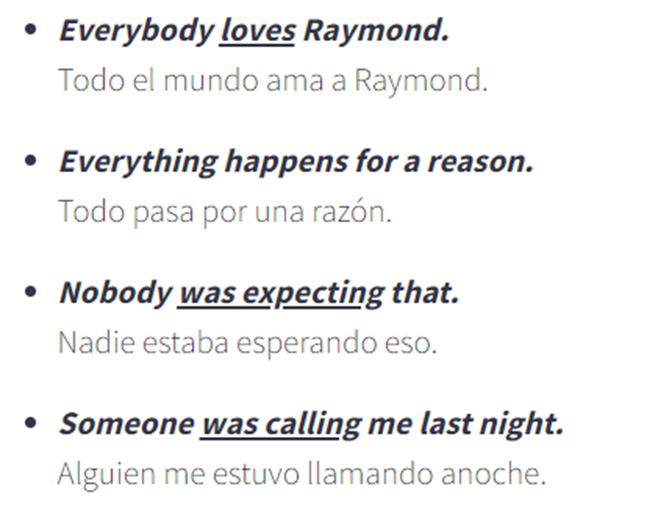 Everybody loves Raymond.
Todo el mundo ama a Raymond.
Everything happens for a reason.
Todo pasa por una razón.
Nobody was expecting that.
Nadie estaba esperando eso.
Someone was calling me last night.
Alguien me estuvo llamando anoche.